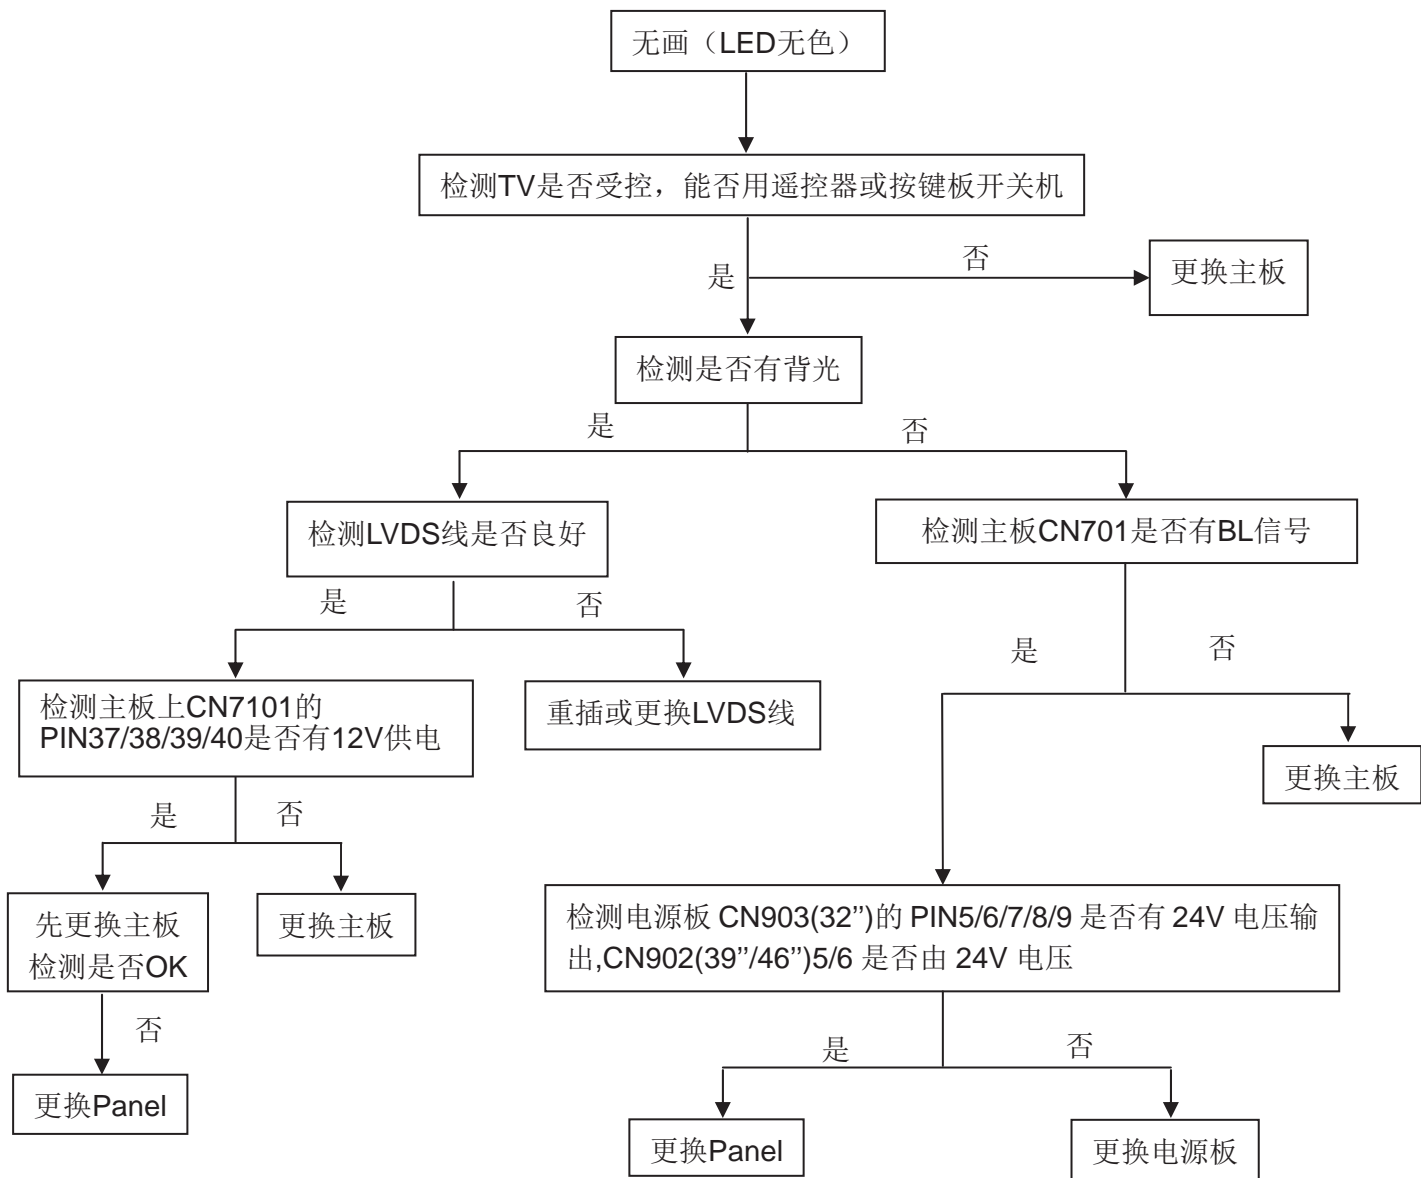 无画（LED无色）
检测TV是否受控，能否用遥控器或按键板开关机
是
否
更换主板
检测是否有背光
是
否
检测LVDS线是否良好
检测主板CN701是否有BL信号
是
否
是
否
检测主板上CN7101的
PIN37/38/39/40是否有12V供电
重插或更换LVDS线
更换主板
是
否
先更换主板
检测是否OK
更换主板
检测电源板 CN903(32’’)的 PIN5/6/7/8/9 是否有 24V 电压输
出,CN902(39’’/46’’)5/6 是否由 24V 电压
否
是
否
更换Panel
更换Panel
更换电源板